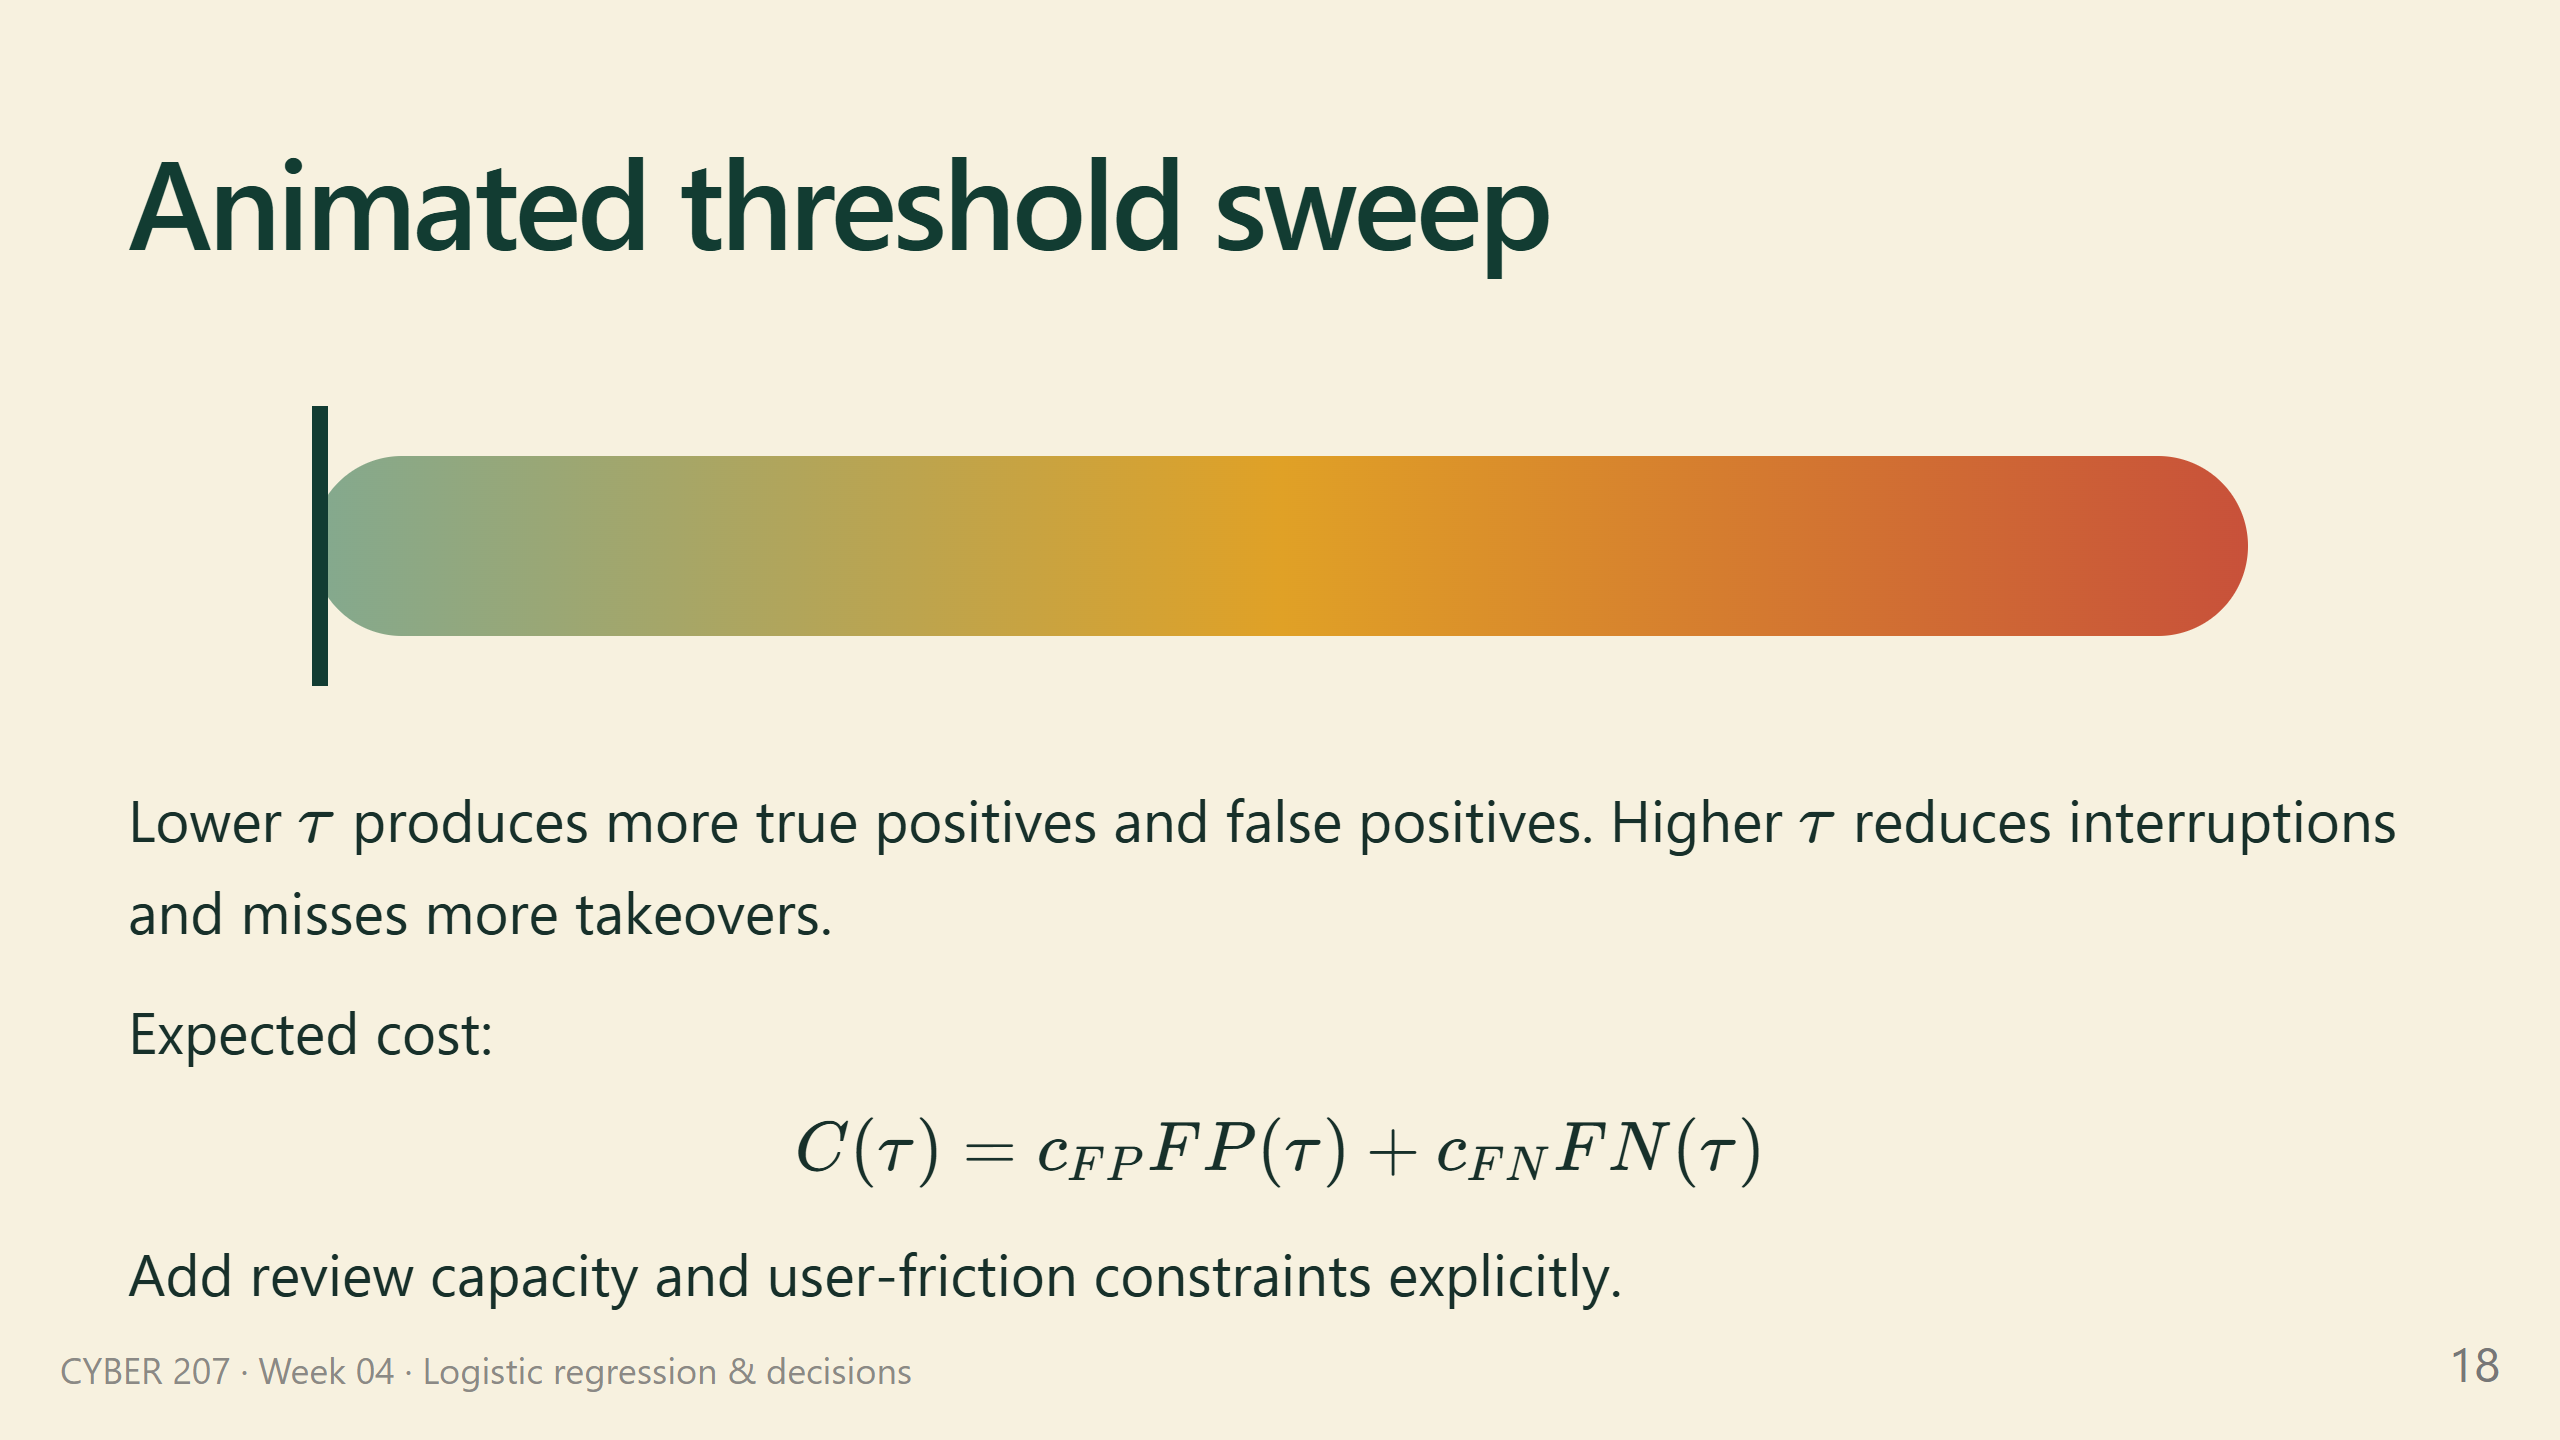 Animated threshold sweep
Lower τ produces more true positives and false positives. Higher τ reduces interruptions
and misses more takeovers.
Expected cost:
C(τ) = c_{FP}FP(τ) + c_{FN}FN(τ)
Add review capacity and user-friction constraints explicitly.
CYBER 207 · Week 04 · Logistic regression & decisions
18